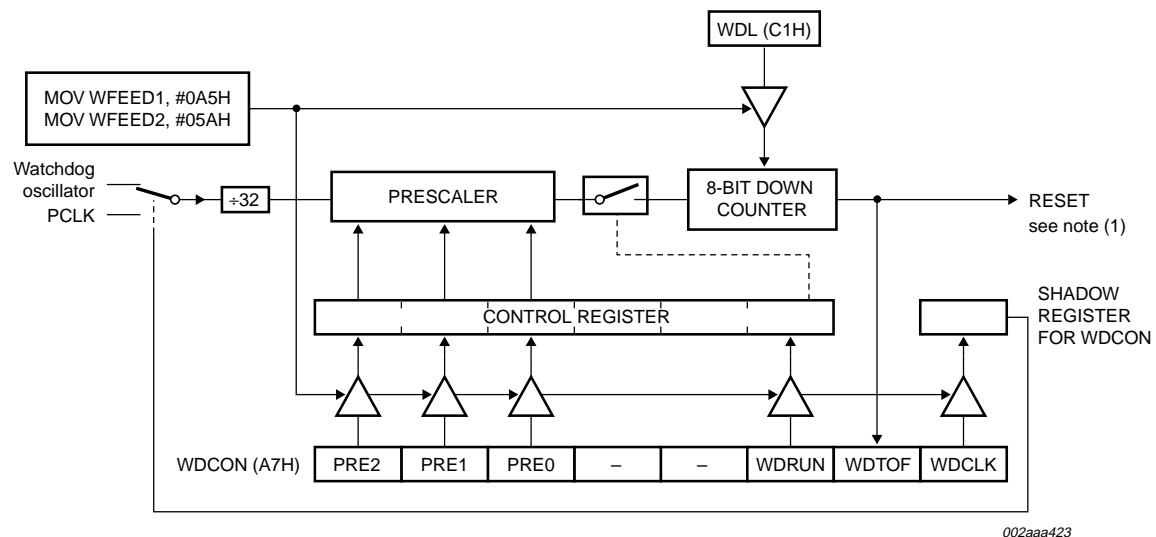 WDL (C1H)
MOV WFEED1, #0A5H
MOV WFEED2, #05AH
Watchdog
oscillator
PCLK
÷32
PRESCALER
8-BIT DOWN
COUNTER
RESET
see note (1)
CONTROL REGISTER
SHADOW
REGISTER
FOR WDCON
WDCON (A7H) PRE2 PRE1 PRE0 – – WDRUN WDTOF WDCLK
002aaa423